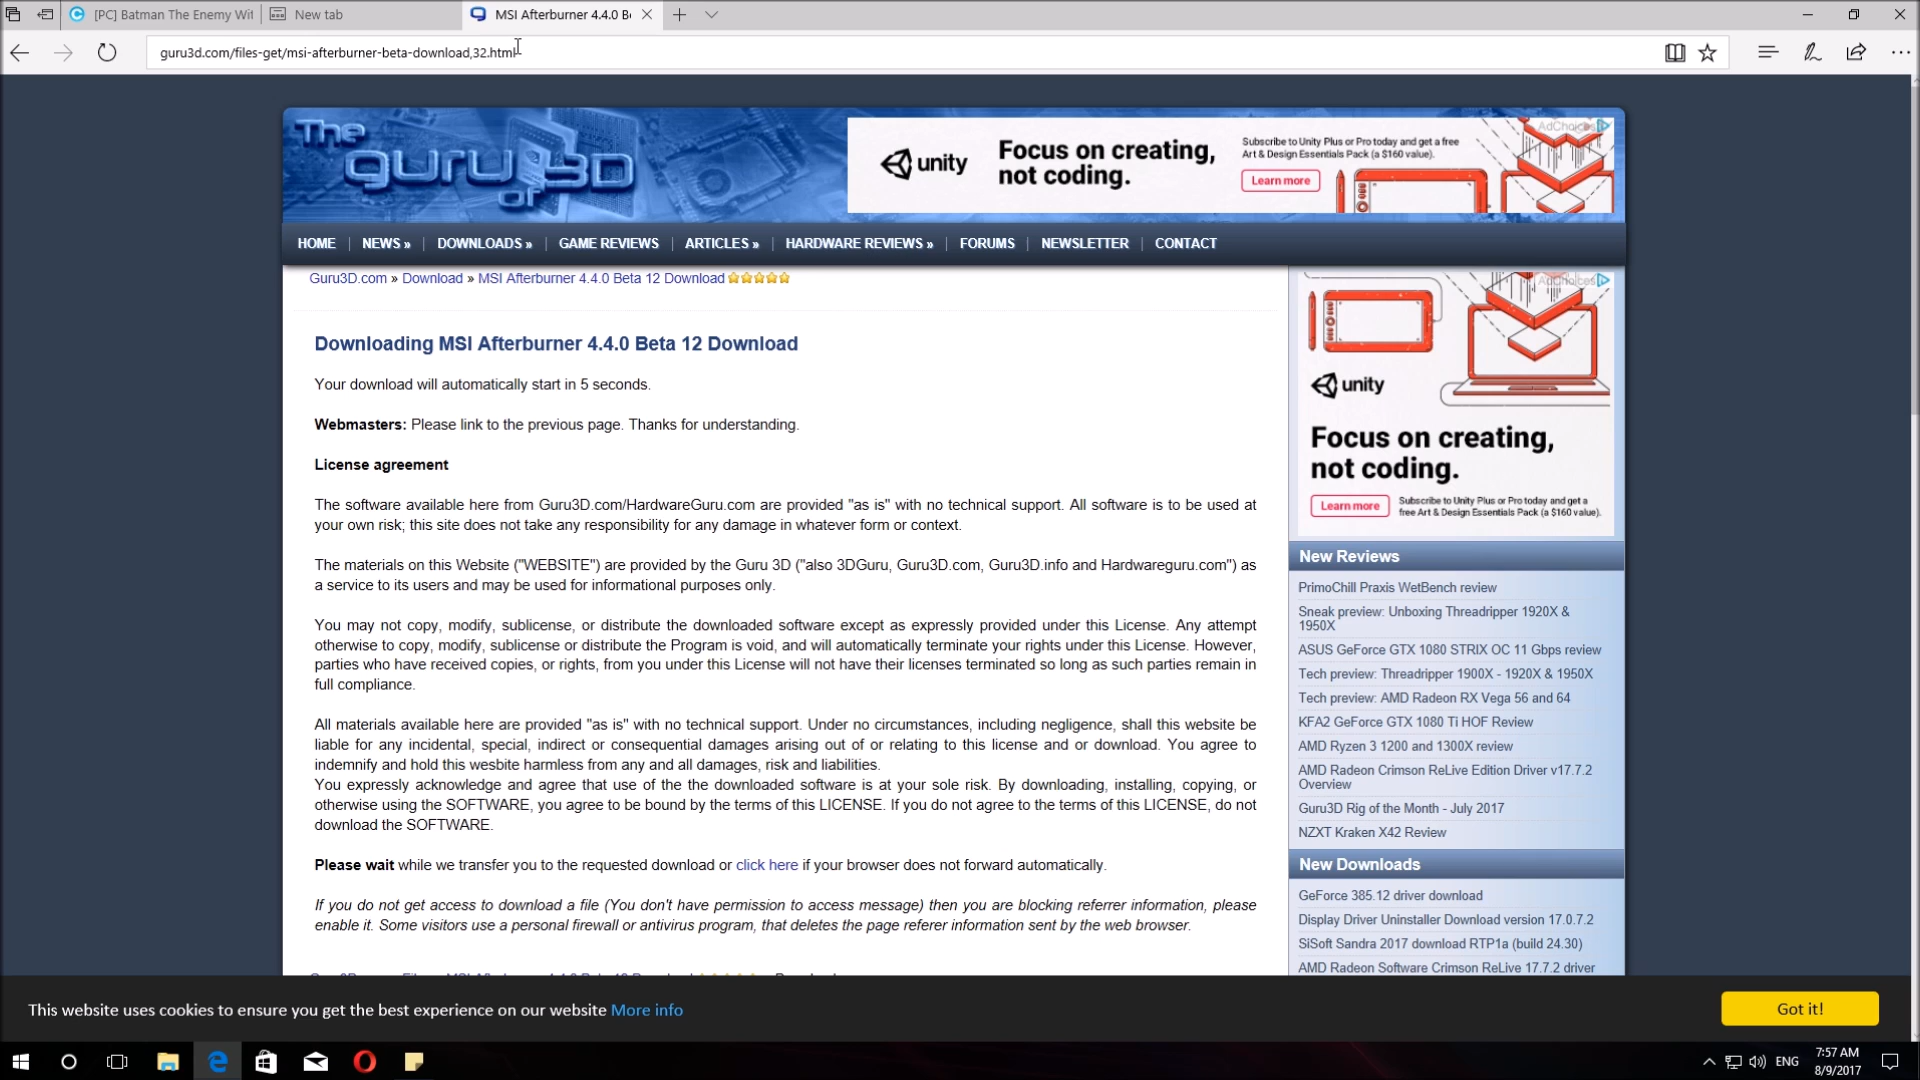 [PC] Batman The Enemy Wit
New tab
MSI Afterburner 4.4.0 Be
guru3d.com/files-get/msi-afterburner-beta-download,32.html
The guru of 3D
unity
Focus on creating,
not coding.
Subscribe to Unity Plus or Pro today and get a free
Art & Design Essentials Pack (a $160 value).
Learn more
AdChoices
HOME | NEWS » | DOWNLOADS » | GAME REVIEWS | ARTICLES » | HARDWARE REVIEWS » | FORUMS | NEWSLETTER | CONTACT
Guru3D.com » Download » MSI Afterburner 4.4.0 Beta 12 Download
Downloading MSI Afterburner 4.4.0 Beta 12 Download
Your download will automatically start in 5 seconds.
Webmasters: Please link to the previous page. Thanks for understanding.
License agreement
The software available here from Guru3D.com/HardwareGuru.com are provided "as is" with no technical support. All software is to be used at
your own risk; this site does not take any responsibility for any damage in whatever form or context.
The materials on this Website ("WEBSITE") are provided by the Guru 3D ("also 3DGuru, Guru3D.com, Guru3D.info and Hardwareguru.com") as
a service to its users and may be used for informational purposes only.
You may not copy, modify, sublicense, or distribute the downloaded software except as expressly provided under this License. Any attempt
otherwise to copy, modify, sublicense or distribute the Program is void, and will automatically terminate your rights under this License. However,
parties who have received copies, or rights, from you under this License will not have their licenses terminated so long as such parties remain in
full compliance.
All materials available here are provided "as is" with no technical support. Under no circumstances, including negligence, shall this website be
liable for any incidental, special, indirect or consequential damages arising out of or relating to this license and or download. You agree to
indemnify and hold this wesbite harmless from any and all damages, risk and liabilities.
You expressly acknowledge and agree that use of the the downloaded software is at your sole risk. By downloading, installing, copying, or
otherwise using the SOFTWARE, you agree to be bound by the terms of this LICENSE. If you do not agree to the terms of this LICENSE, do not
download the SOFTWARE.
Please wait while we transfer you to the requested download or click here if your browser does not forward automatically.
If you do not get access to download a file (You don't have permission to access message) then you are blocking referrer information, please
enable it. Some visitors use a personal firewall or antivirus program, that deletes the page referer information sent by the web browser.
AdChoices
unity
Focus on creating,
not coding.
Learn more
Subscribe to Unity Plus or Pro today and get a
free Art & Design Essentials Pack (a $160 value).
New Reviews
PrimoChill Praxis WetBench review
Sneak preview: Unboxing Threadripper 1920X &
1950X
ASUS GeForce GTX 1080 STRIX OC 11 Gbps review
Tech preview: Threadripper 1900X - 1920X & 1950X
Tech preview: AMD Radeon RX Vega 56 and 64
KFA2 GeForce GTX 1080 Ti HOF Review
AMD Ryzen 3 1200 and 1300X review
AMD Radeon Crimson ReLive Edition Driver v17.7.2
Overview
Guru3D Rig of the Month - July 2017
NZXT Kraken X42 Review
New Downloads
GeForce 385.12 driver download
Display Driver Uninstaller Download version 17.0.7.2
SiSoft Sandra 2017 download RTP1a (build 24.30)
AMD Radeon Software Crimson ReLive 17.7.2 driver
This website uses cookies to ensure you get the best experience on our website More info
Got it!
ENG
7:57 AM
8/9/2017